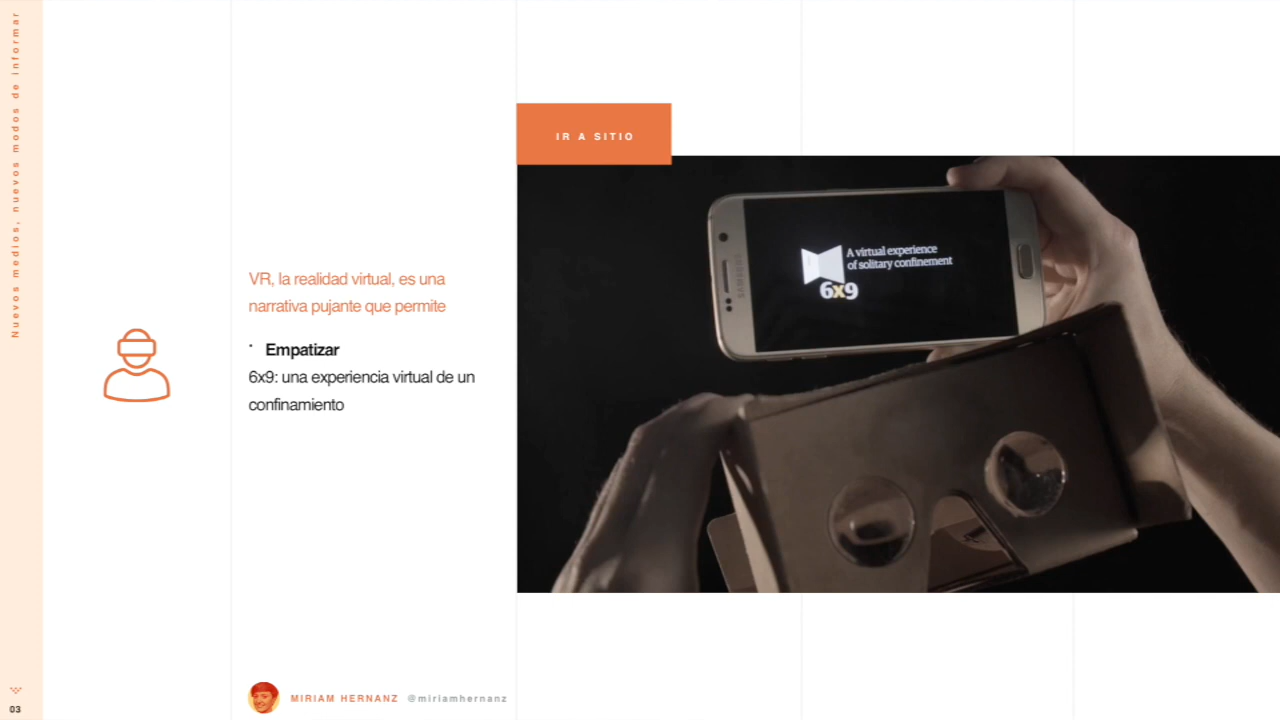 Nuevos medios, nuevos modos de informar
IR A SITIO
VR, la realidad virtual, es una
narrativa pujante que permite
· Empatizar
6x9: una experiencia virtual de un
confinamiento
SAMSUNG
A virtual experience
of solitary confinement
6x9
MIRIAM HERNANZ @miriamhernanz
03